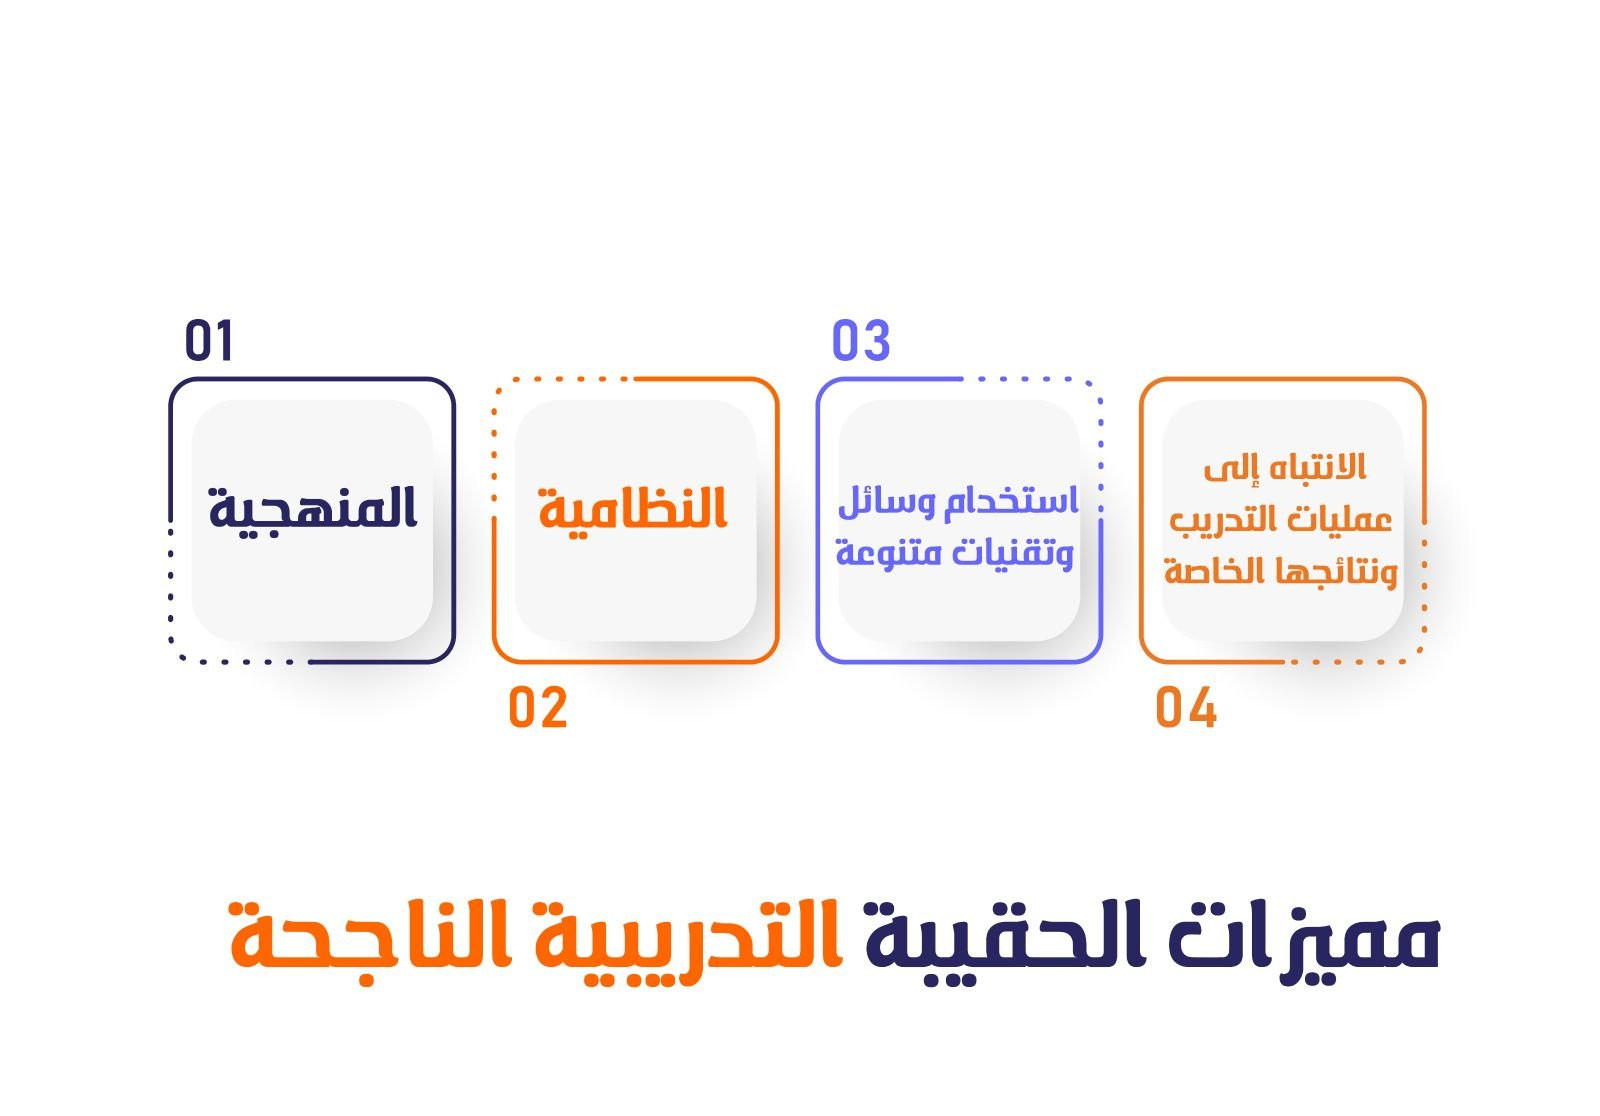 01
المنهجية
02
النظامية
03
استخدام وسائل
وتقنيات متنوعة
04
الانتباه إلى
عمليات التدريب
ونتائجها الخاصة
مميزات الحقيبة التدريبية الناجحة